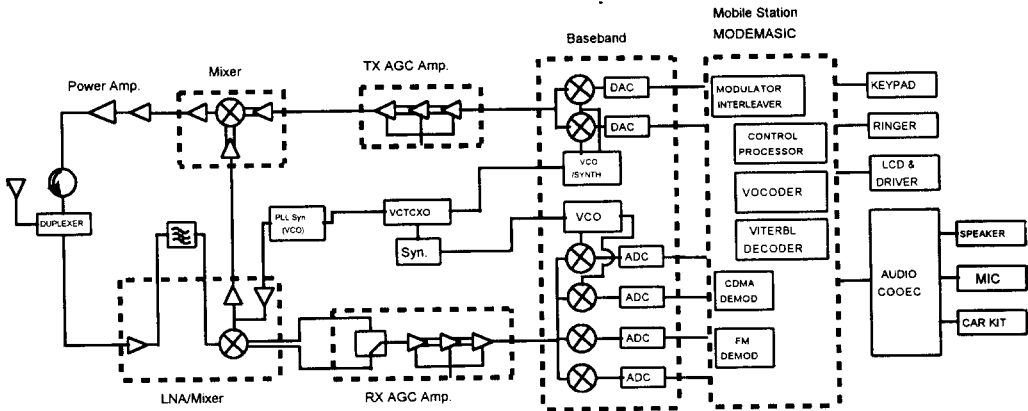 Mobile Station
MODEMASIC
Baseband
TX AGC Amp.
Mixer
Power Amp.
DAC
MODULATOR
INTERLEAVER
KEYPAD
DAC
CONTROL
PROCESSOR
RINGER
VCO
/SYNTH
LCD &
DRIVER
VOCODER
DUPLEXER
PLL Syn
(VCO)
VCTCXO
VCO
VITERBL
DECODER
SPEAKER
Syn.
ADC
AUDIO
COOEC
MIC
CDMA
DEMOD
ADC
CAR KIT
ADC
FM
DEMOD
ADC
LNA/Mixer
RX AGC Amp.